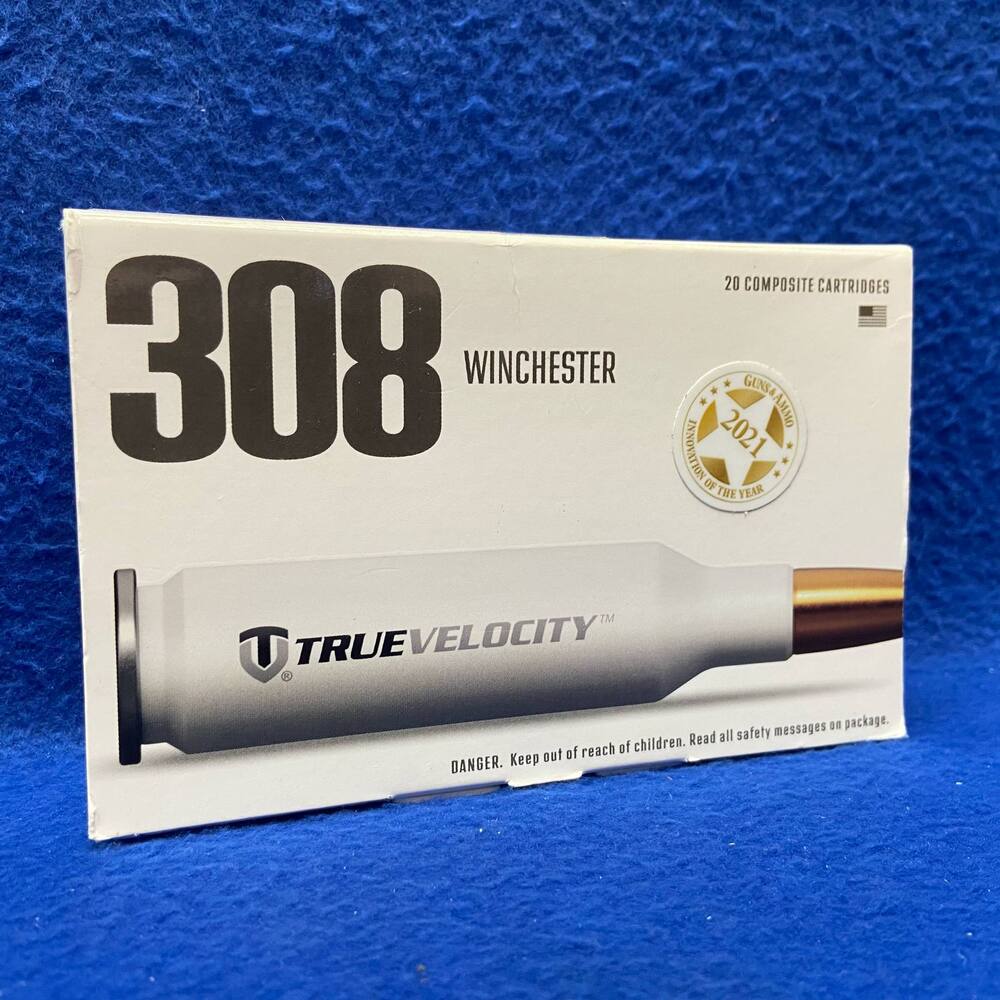 308 WINCHESTER
20 COMPOSITE CARTRIDGES
GUNS & AMMO
2021
INNOVATION OF THE YEAR
TRUEVELOCITY™
®
DANGER. Keep out of reach of children. Read all safety messages on package.